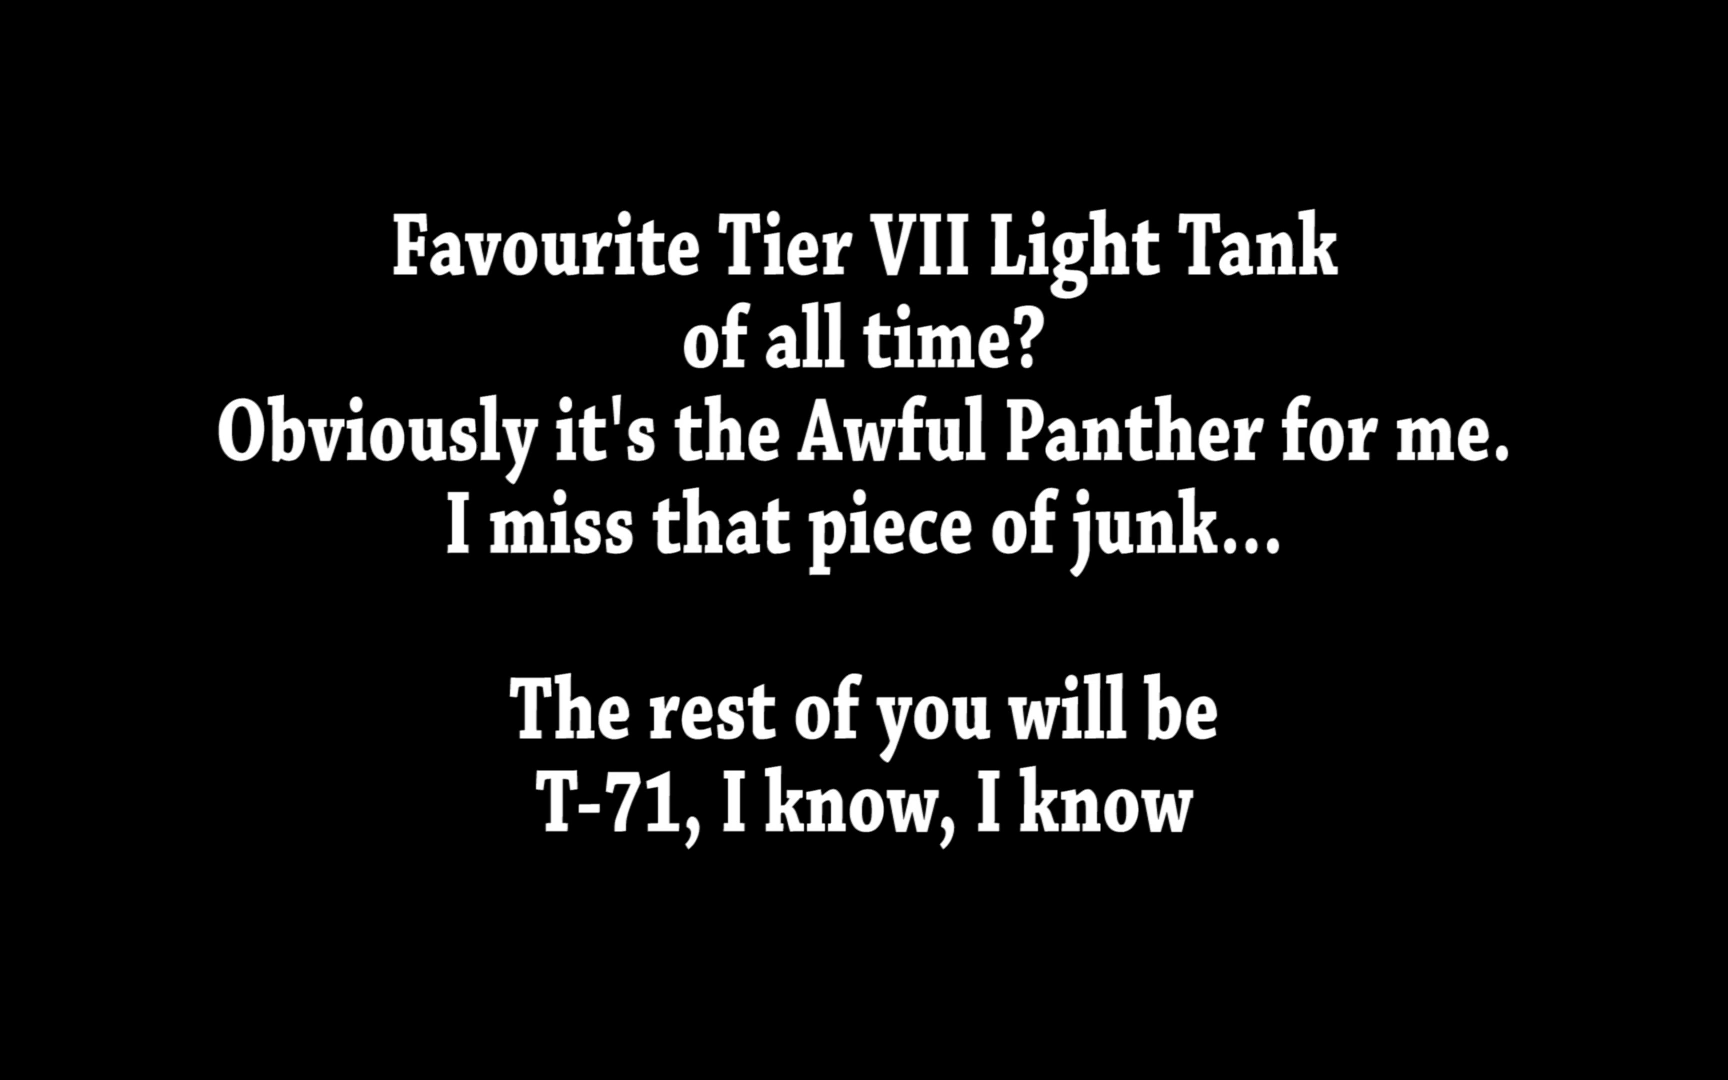 Favourite Tier VII Light Tank
of all time?
Obviously it's the Awful Panther for me.
I miss that piece of junk...
The rest of you will be
T-71, I know, I know